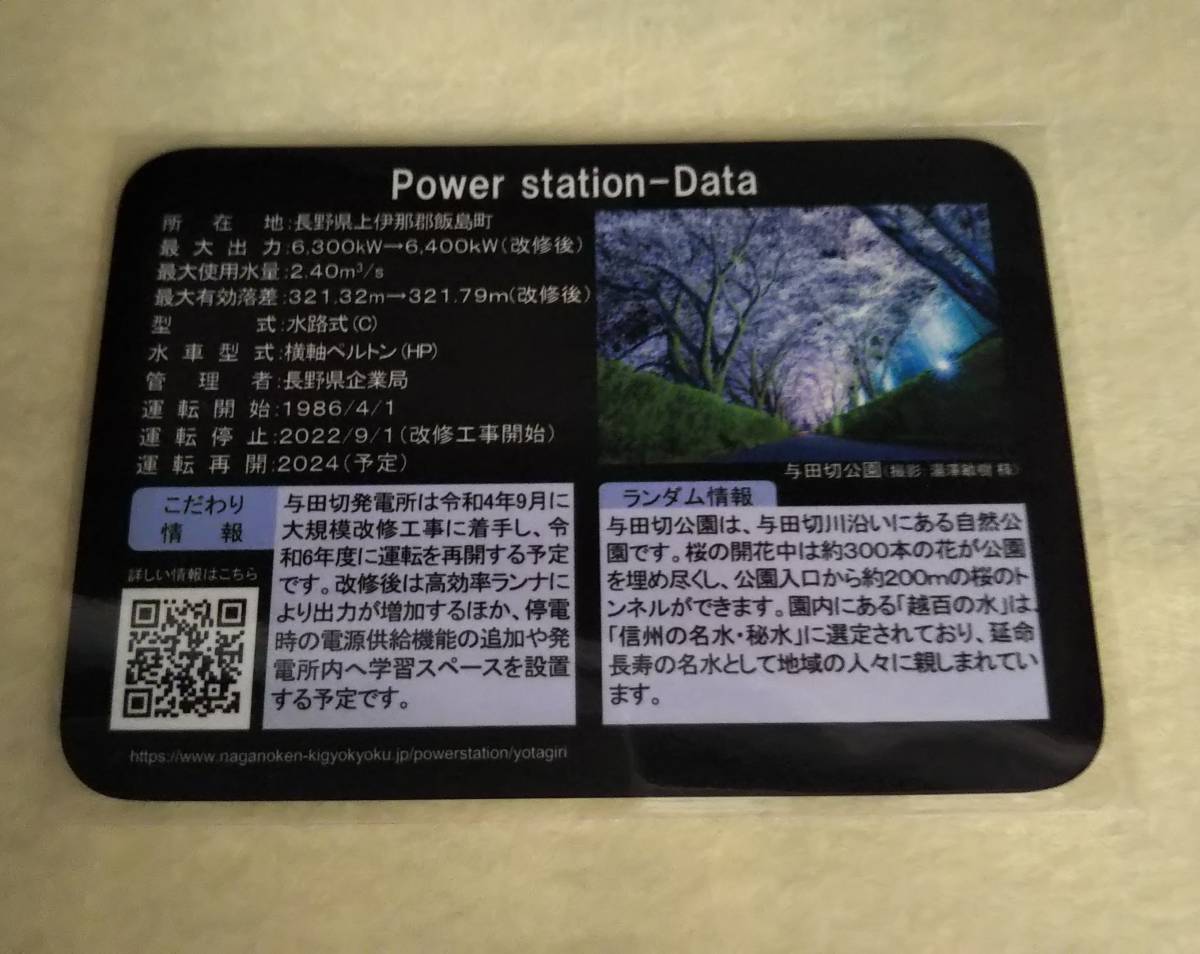 Power station-Data
所在地:長野県上伊那郡飯島町
最大出力:6,300kW→6,400kW(改修後)
最大使用水量:2.40m³/s
最大有効落差:321.32m→321.79m(改修後)
型式:水路式(C)
水車型式:横軸ペルトン(HP)
管理者:長野県企業局
運転開始:1986/4/1
運転停止:2022/9/1(改修工事開始)
運転再開:2024(予定)
与田切公園(撮影:湯澤敏樹 様)
こだわり
情報
与田切発電所は令和4年9月に
大規模改修工事に着手し、令
和6年度に運転を再開する予定
です。改修後は高効率ランナに
より出力が増加するほか、停電
時の電源供給機能の追加や発
電所内へ学習スペースを設置
する予定です。
詳しい情報はこちら
https://www.naganoken-kigyokyoku.jp/powerstation/yotagiri
ランダム情報
与田切公園は、与田切川沿いにある自然公
園です。桜の開花中は約300本の花が公園
を埋め尽くし、公園入口から約200mの桜のト
ンネルができます。園内にある「越百の水」は、
「信州の名水・秘水」に選定されており、延命
長寿の名水として地域の人々に親しまれてい
ます。